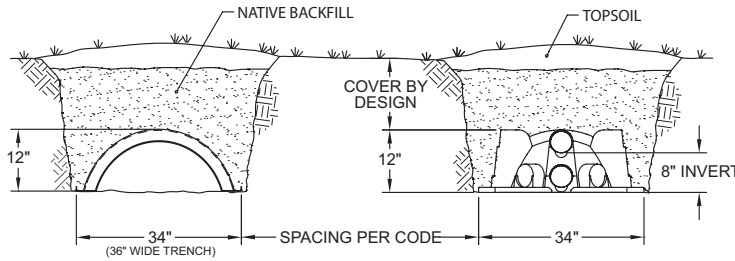 NATIVE BACKFILL
TOPSOIL
COVER BY
DESIGN
12"
12"
8" INVERT
34"
(36" WIDE TRENCH)
SPACING PER CODE
34"